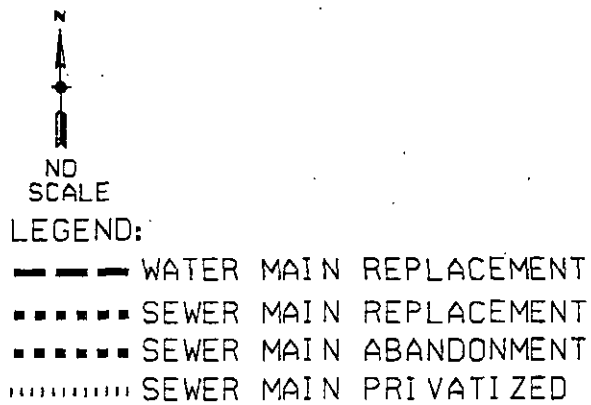 N
NO
SCALE
LEGEND:
WATER MAIN REPLACEMENT
SEWER MAIN REPLACEMENT
SEWER MAIN ABANDONMENT
SEWER MAIN PRIVATIZED